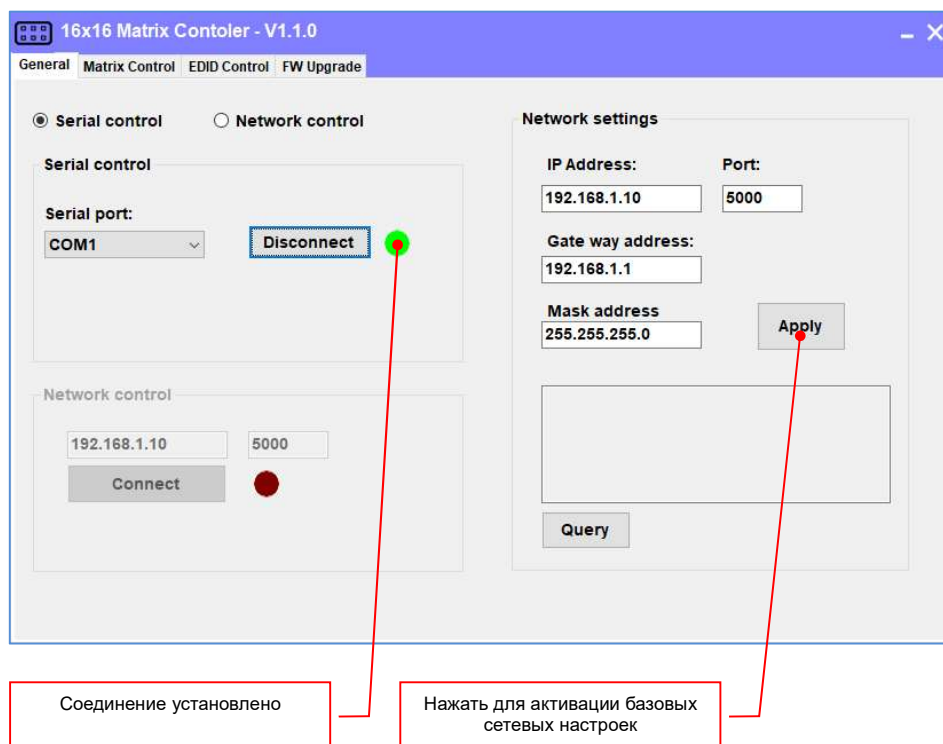 16x16 Matrix Contoler - V1.1.0
General Matrix Control EDID Control FW Upgrade
Serial control Network control
Serial control
Serial port:
COM1 Disconnect
Network control
192.168.1.10 5000
Connect
Network settings
IP Address: Port:
192.168.1.10 5000
Gate way address:
192.168.1.1
Mask address
255.255.255.0
Apply
Query
Соединение установлено
Нажать для активации базовых
сетевых настроек